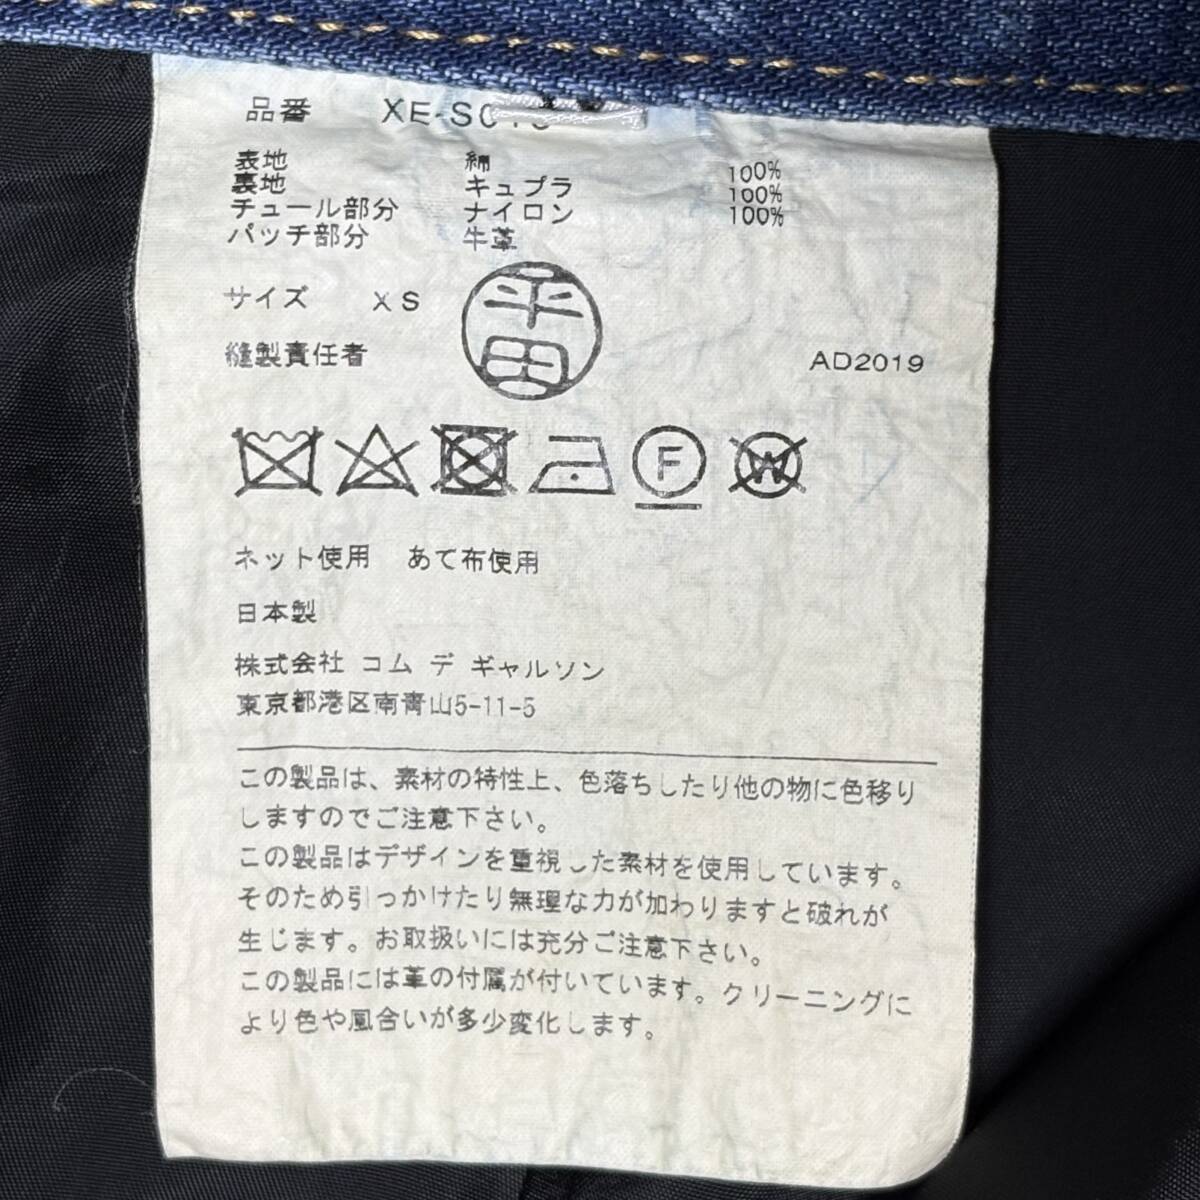 品番 XE-S
表地 綿 100%
裏地 キュプラ 100%
チュール部分 ナイロン 100%
パッチ部分 牛革
サイズ XS
平田
縫製責任者 AD2019
F W
ネット使用 あて布使用
日本製
株式会社 コム デ ギャルソン
東京都港区南青山5-11-5
この製品は、素材の特性上、色落ちしたり他の物に色移り
しますのでご注意下さい。
この製品はデザインを重視した素材を使用しています。
そのため引っかけたり無理な力が加わりますと破れが
生じます。お取扱いには充分ご注意下さい。
この製品には革の付属が付いています。クリーニングに
より色や風合いが多少変化します。